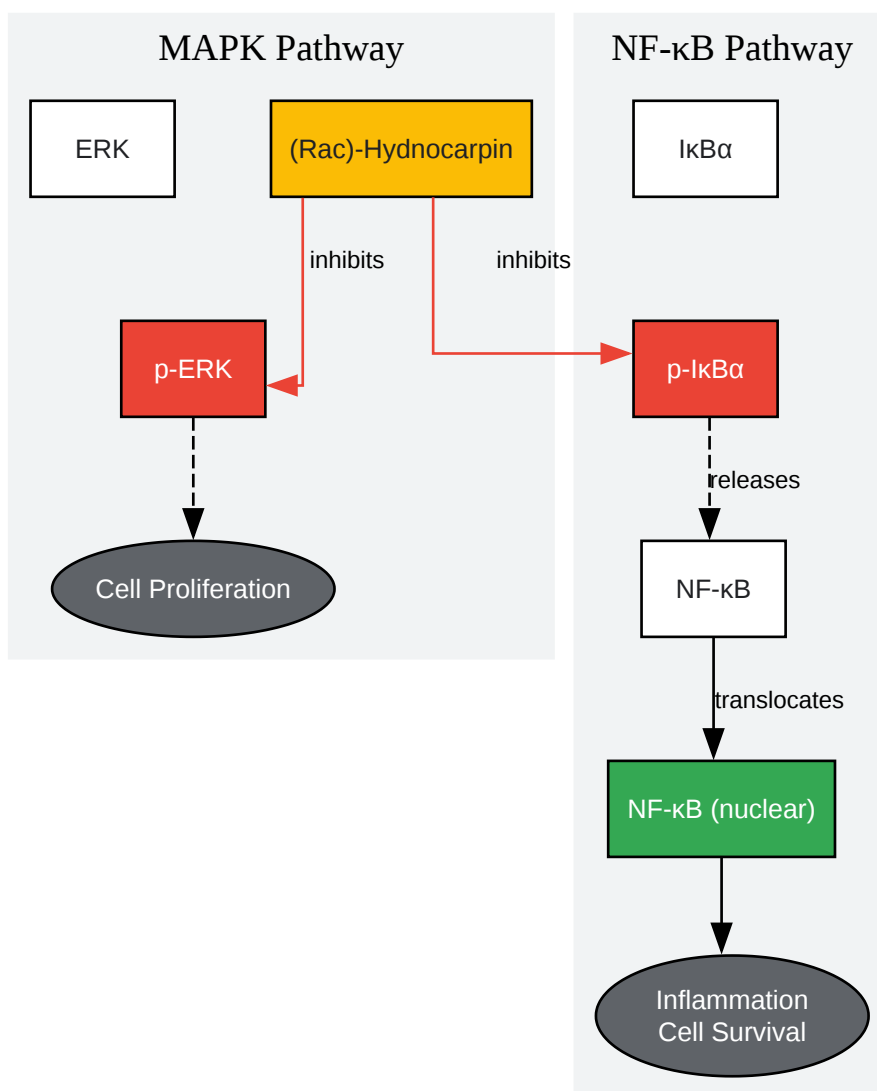 MAPK Pathway
NF-κB Pathway
ERK
(Rac)-Hydnocarpin
IκBα
inhibits
inhibits
p-ERK
p-IκBα
releases
Cell Proliferation
NF-κB
translocates
NF-κB (nuclear)
Inflammation
Cell Survival